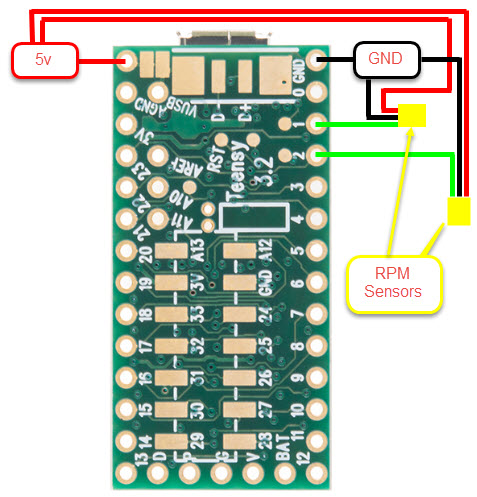 5v
GND
RPM
Sensors
GND
0
1
2
3
4
5
6
7
8
9
10
11
12
VUSB
D-
D+
AGND
3V
AREF
RST
Teensy
3.2
23
22
21
20
19
18
17
16
15
14
13
A10
A11
A13
A12
3V
GND
33
24
32
25
31
26
30
27
29
28
D
P
G
V
BAT